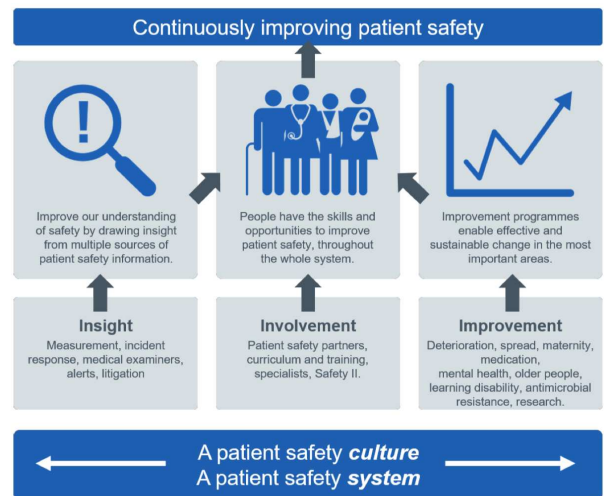 Continuously improving patient safety
!
Improve our understanding
of safety by drawing insight
from multiple sources of
patient safety information.
People have the skills and
opportunities to improve
patient safety, throughout
the whole system.
Improvement programmes
enable effective and
sustainable change in the most
important areas.
Insight
Measurement, incident
response, medical examiners,
alerts, litigation
Involvement
Patient safety partners,
curriculum and training,
specialists, Safety II.
Improvement
Deterioration, spread, maternity,
medication,
mental health, older people,
learning disability, antimicrobial
resistance, research.
A patient safety culture
A patient safety system